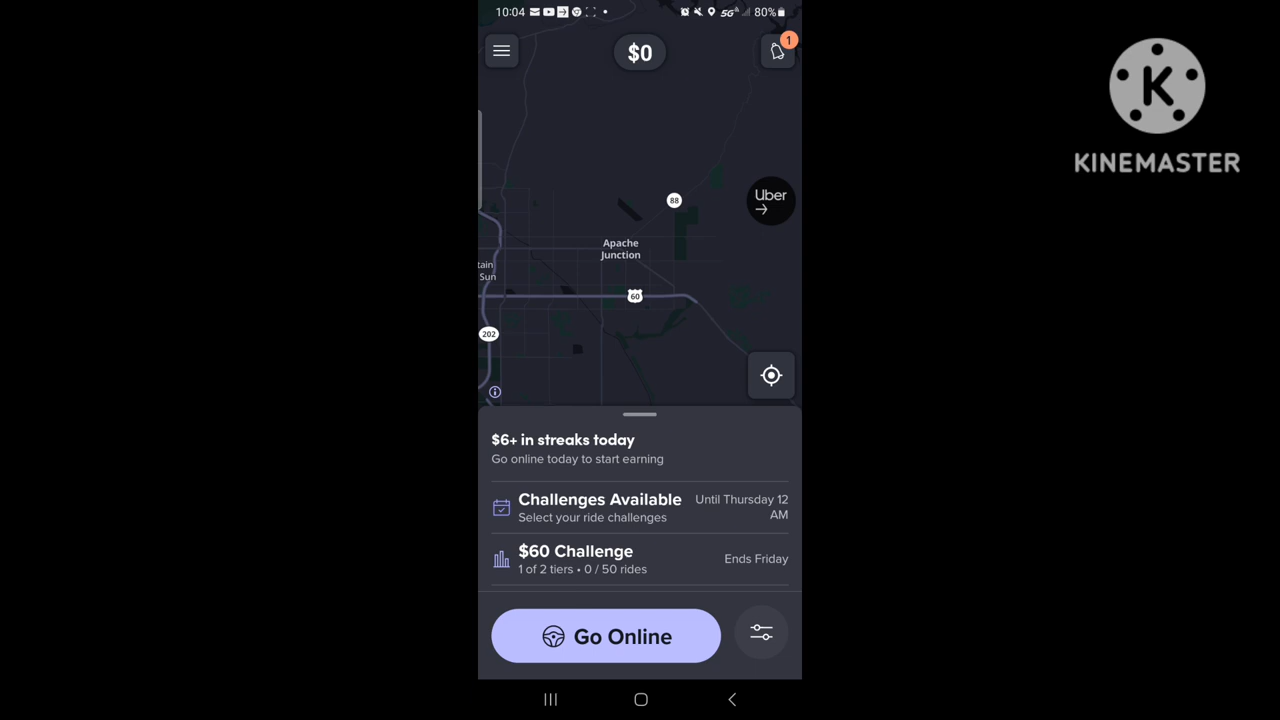 10:04
5G 80%
$0
1
K
KINEMASTER
88
Uber
Apache
Junction
tain
Sun
60
202
$6+ in streaks today
Go online today to start earning
Challenges Available
Until Thursday 12
AM
Select your ride challenges
$60 Challenge
Ends Friday
1 of 2 tiers • 0 / 50 rides
Go Online